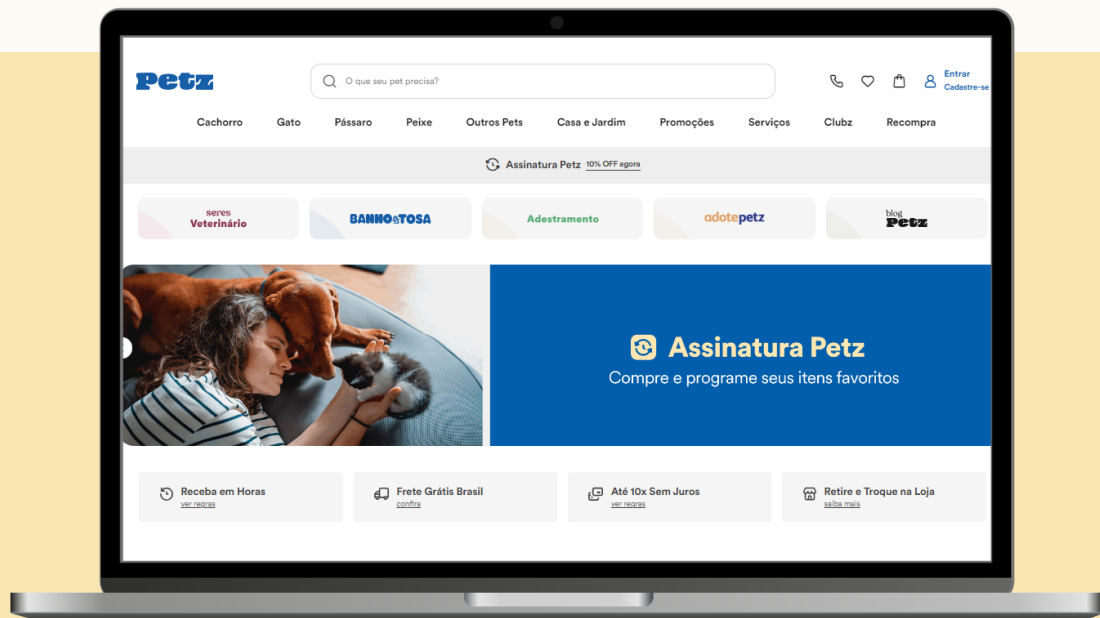 Petz
O que seu pet precisa?
Entrar
Cadastre-se
Cachorro Gato Pássaro Peixe Outros Pets Casa e Jardim Promoções Serviços Clubz Recompra
Assinatura Petz 10% OFF agora
seres
Veterinário
BANHO&TOSA
Adestramento
adotepetz
blog
Petz
Assinatura Petz
Compre e programe seus itens favoritos
Receba em Horas
ver regras
Frete Grátis Brasil
confira
Até 10x Sem Juros
ver regras
Retire e Troque na Loja
saiba mais